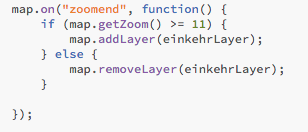 map.on("zoomend", function() {
    if (map.getZoom() >= 11) {
        map.addLayer(einkehrLayer);
    } else {
        map.removeLayer(einkehrLayer);
    }

});